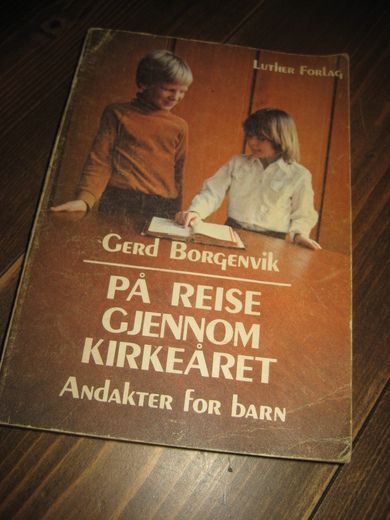 Luther Forlag
Gerd Borgenvik
PÅ REISE
GJENNOM
KIRKEÅRET
Andakter for barn